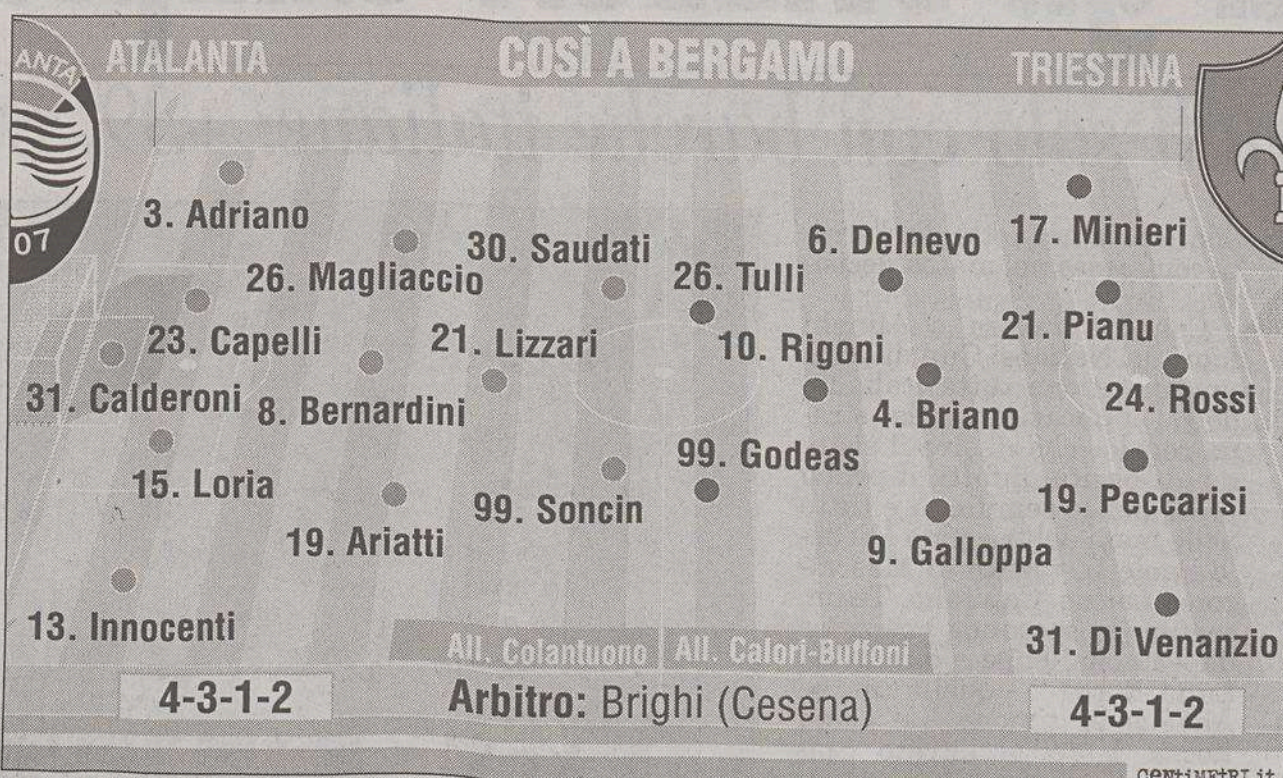 ANTA
07
ATALANTA
COSÌ A BERGAMO
TRIESTINA
3. Adriano
26. Magliaccio
30. Saudati
23. Capelli
21. Lizzari
31. Calderoni
8. Bernardini
15. Loria
99. Soncin
19. Ariatti
13. Innocenti
6. Delnevo
17. Minieri
26. Tulli
10. Rigoni
21. Pianu
4. Briano
24. Rossi
99. Godeas
19. Peccarisi
9. Galloppa
31. Di Venanzio
All. Colantuono
All. Calori-Buffoni
4-3-1-2
Arbitro: Brighi (Cesena)
4-3-1-2
CENTIMETRI.it